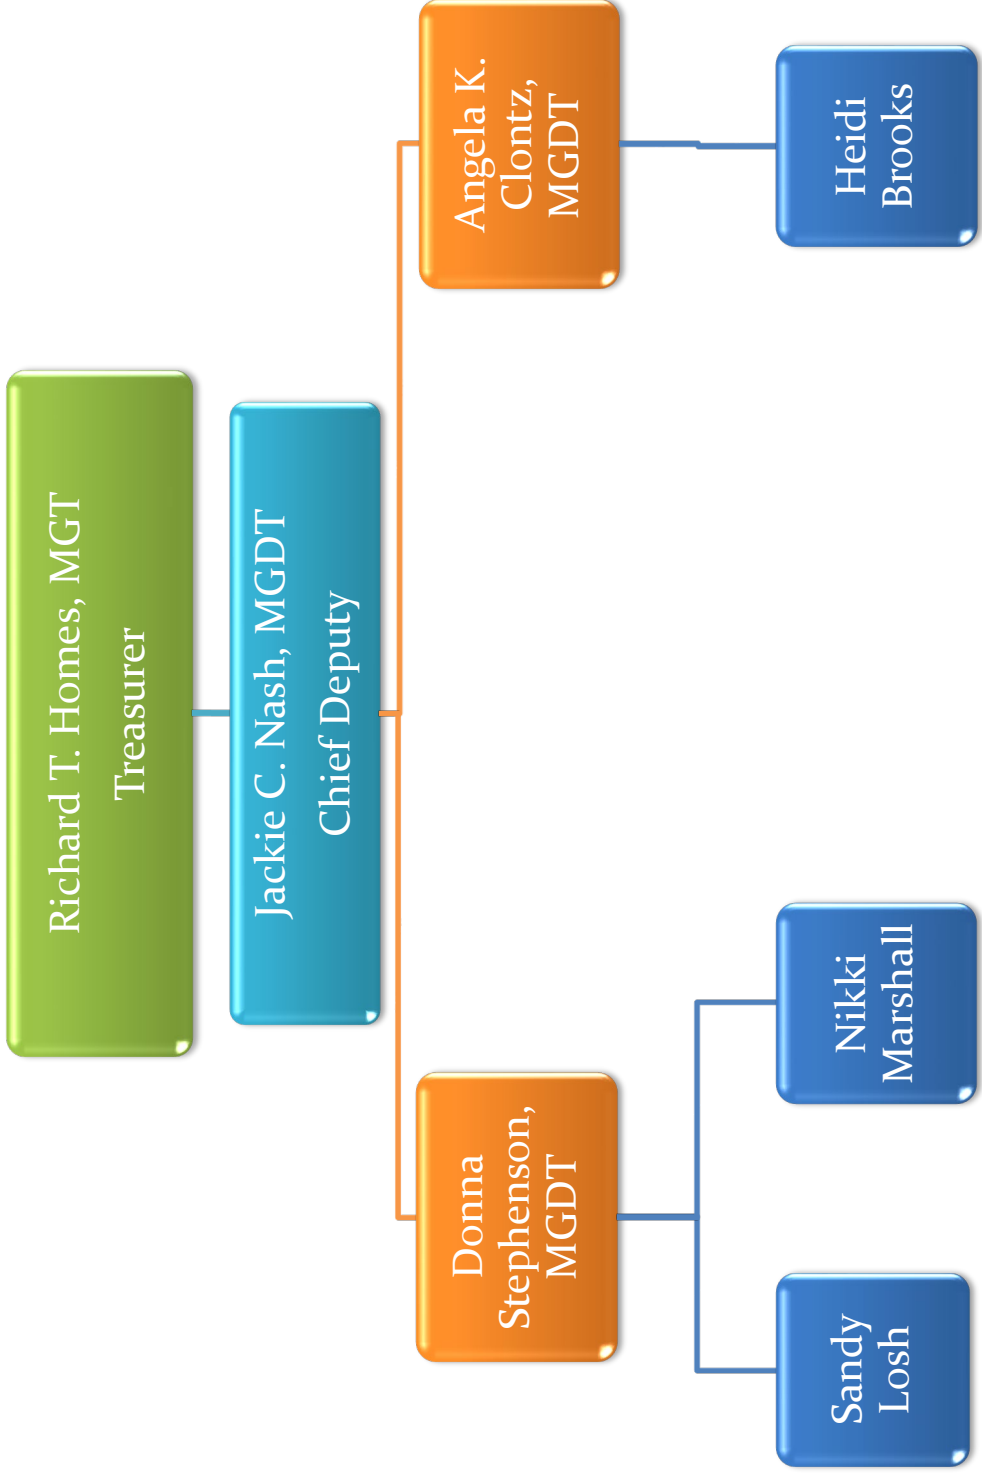 Richard T. Homes, MGT
Treasurer
Jackie C. Nash, MGDT
Chief Deputy
Donna
Stephenson,
MGDT
Angela K.
Clontz,
MGDT
Sandy
Losh
Nikki
Marshall
Heidi
Brooks